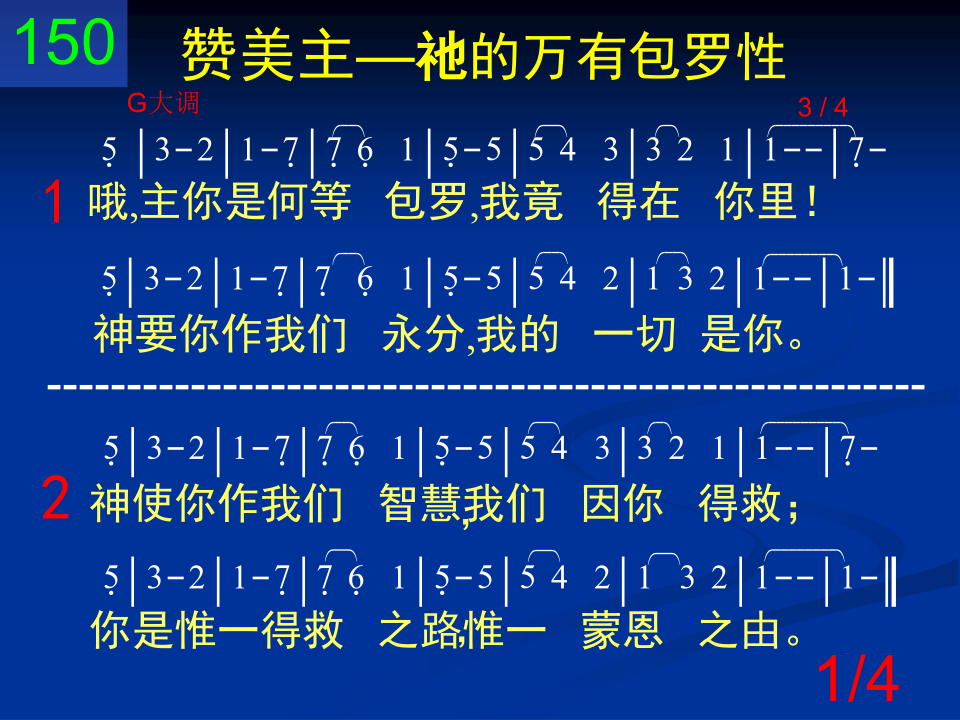 150
赞美主—祂的万有包罗性
G大调
3 / 4
5̣ |3-2|1-7̣|7̣ 6̣ 1|5̣-5|5 4 3|3 2 1|1--|7̣-
1
哦,主你是何等 包罗,我竟 得在 你里!
5̣|3-2|1-7̣|7̣ 6̣ 1|5̣-5|5 4 2|1 3 2|1--|1-‖
神要你作我们 永分,我的 一切 是你。
------------------------------------------------------
5̣|3-2|1-7̣|7̣ 6̣ 1|5̣-5|5 4 3|3 2 1|1--|7̣-
2
神使你作我们 智慧,我们 因你 得救;
5̣|3-2|1-7̣|7̣ 6̣ 1|5̣-5|5 4 2|1 3 2|1--|1-‖
你是惟一得救 之路,惟一 蒙恩 之由。
1/4